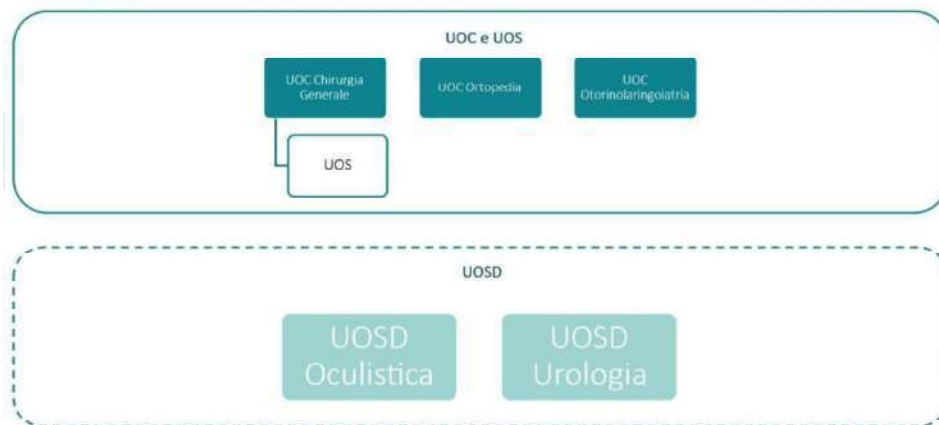 UOC e UOS
UOC Chirurgia
Generale
UOC Ortopedia
UOC
Otorinolaringoiatria
UOS
UOSD
UOSD
Oculistica
UOSD
Urologia